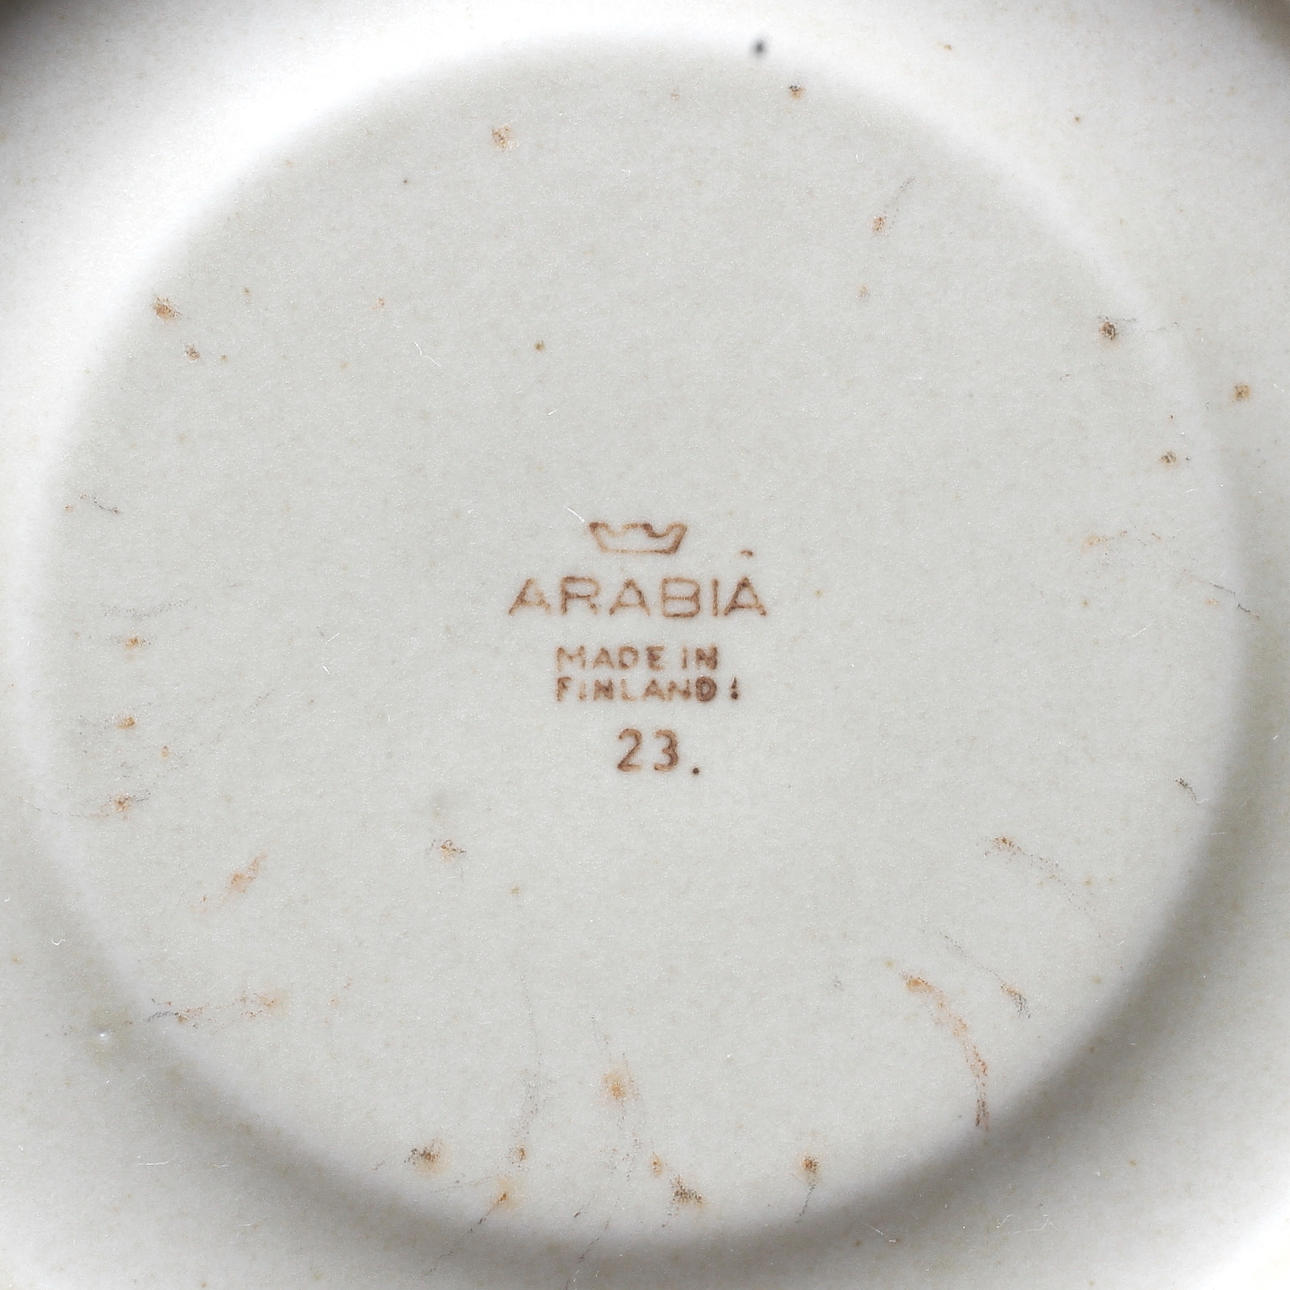 ARABIA
MADE IN
FINLAND:
23.